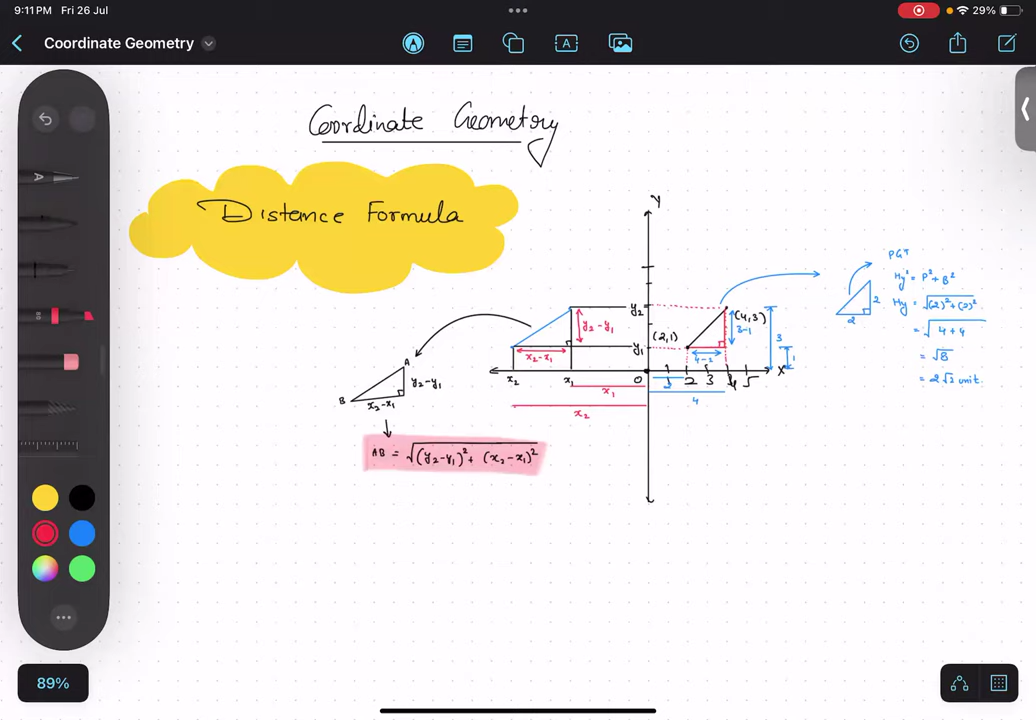 9:11 PM Fri 26 Jul
29%
Coordinate Geometry
A
Coordinate Geometry
Distance Formula
Y
y₂
y₁
y₂-y₁
x₂-x₁
x₂
x₁
0
x₁
x₂
(2,1)
(4,3)
3-1
4-2
3
1
2
2 3 4 5
X
4
A
B
y₂-y₁
x₂-x₁
AB = √(y₂-y₁)² + (x₂-x₁)²
PGT
Hy² = P² + B²
Hy = √(2)² + (2)²
= √4+4
= √8
= 2√2 unit.
2
2
89%